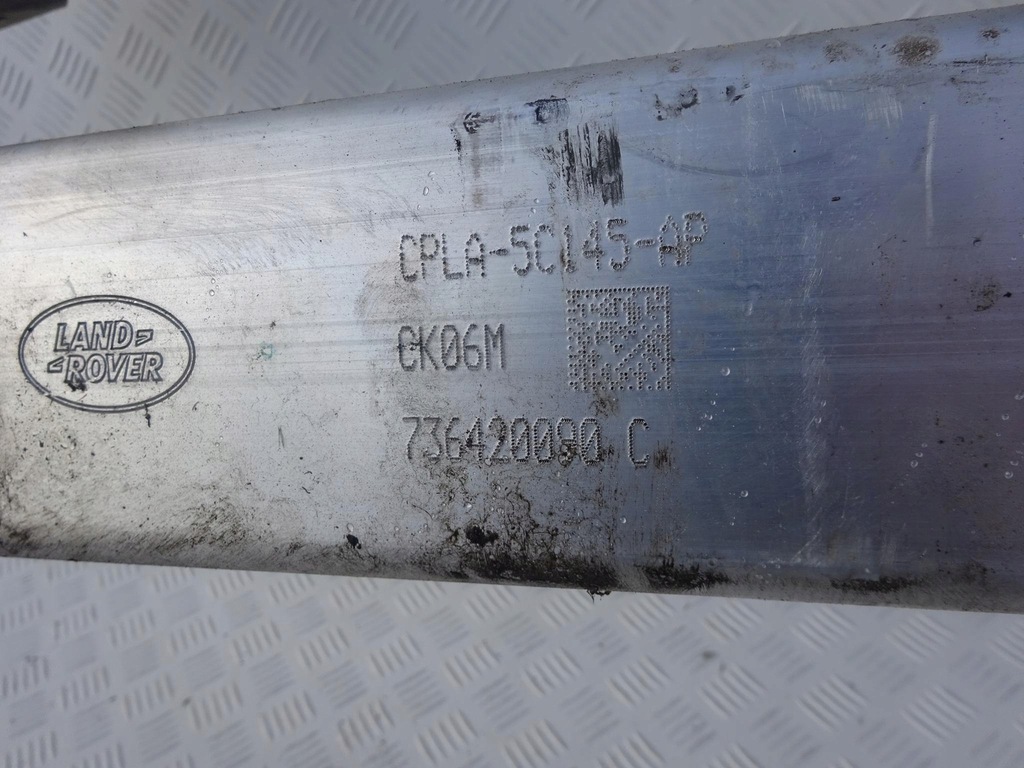 LAND-
-ROVER
CPLA-5C145-AP
CK06M
736420090 C